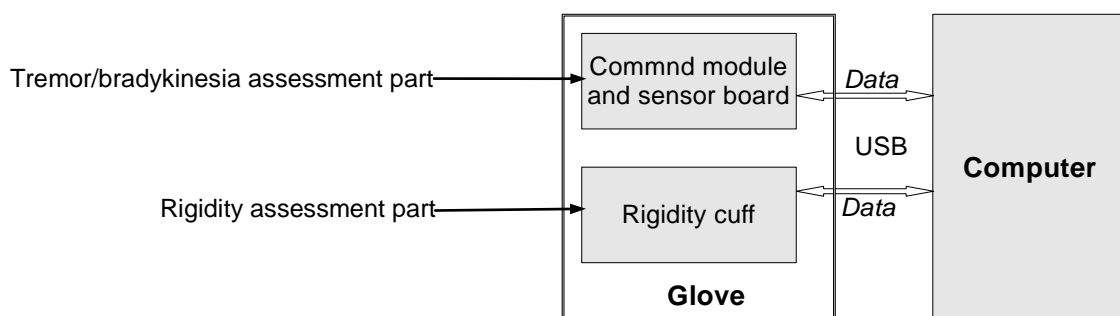 Tremor/bradykinesia assessment part
Commnd module
and sensor board
Data
USB
Computer
Rigidity assessment part
Rigidity cuff
Data
Glove